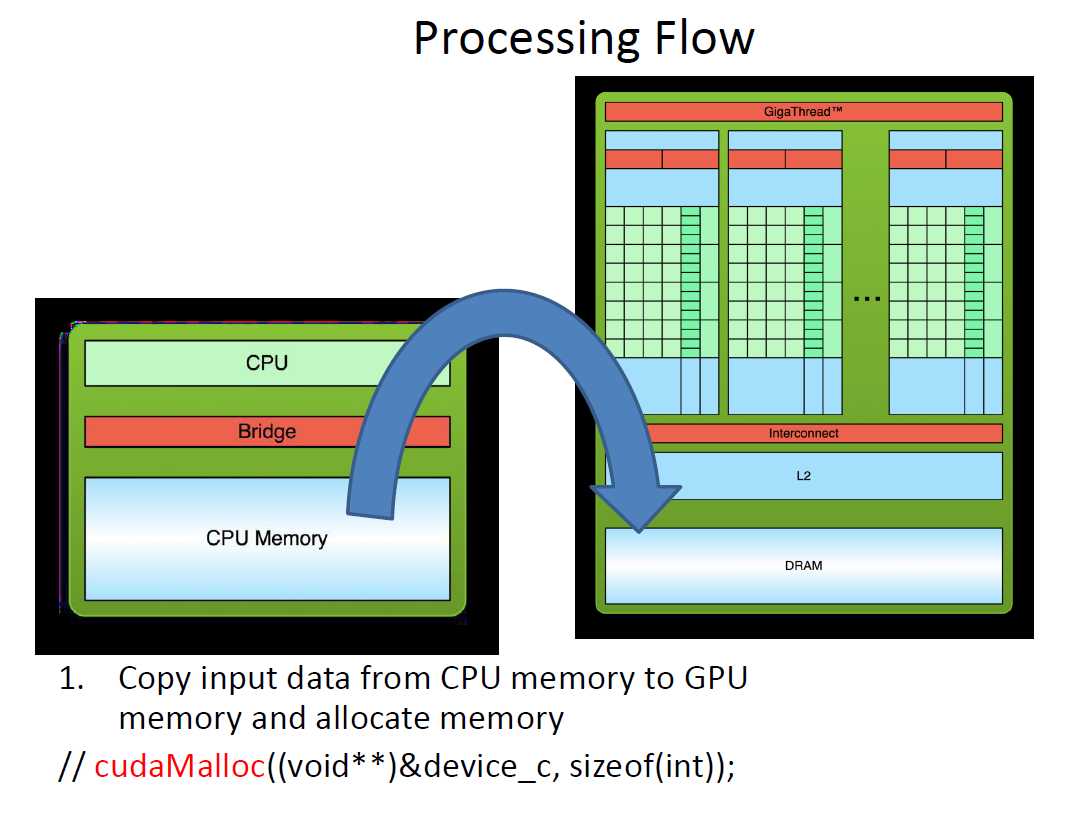 Processing Flow
GigaThread™
...
CPU
Bridge
CPU Memory
Interconnect
L2
DRAM
1. Copy input data from CPU memory to GPU
memory and allocate memory
// cudaMalloc((void**)&device_c, sizeof(int));